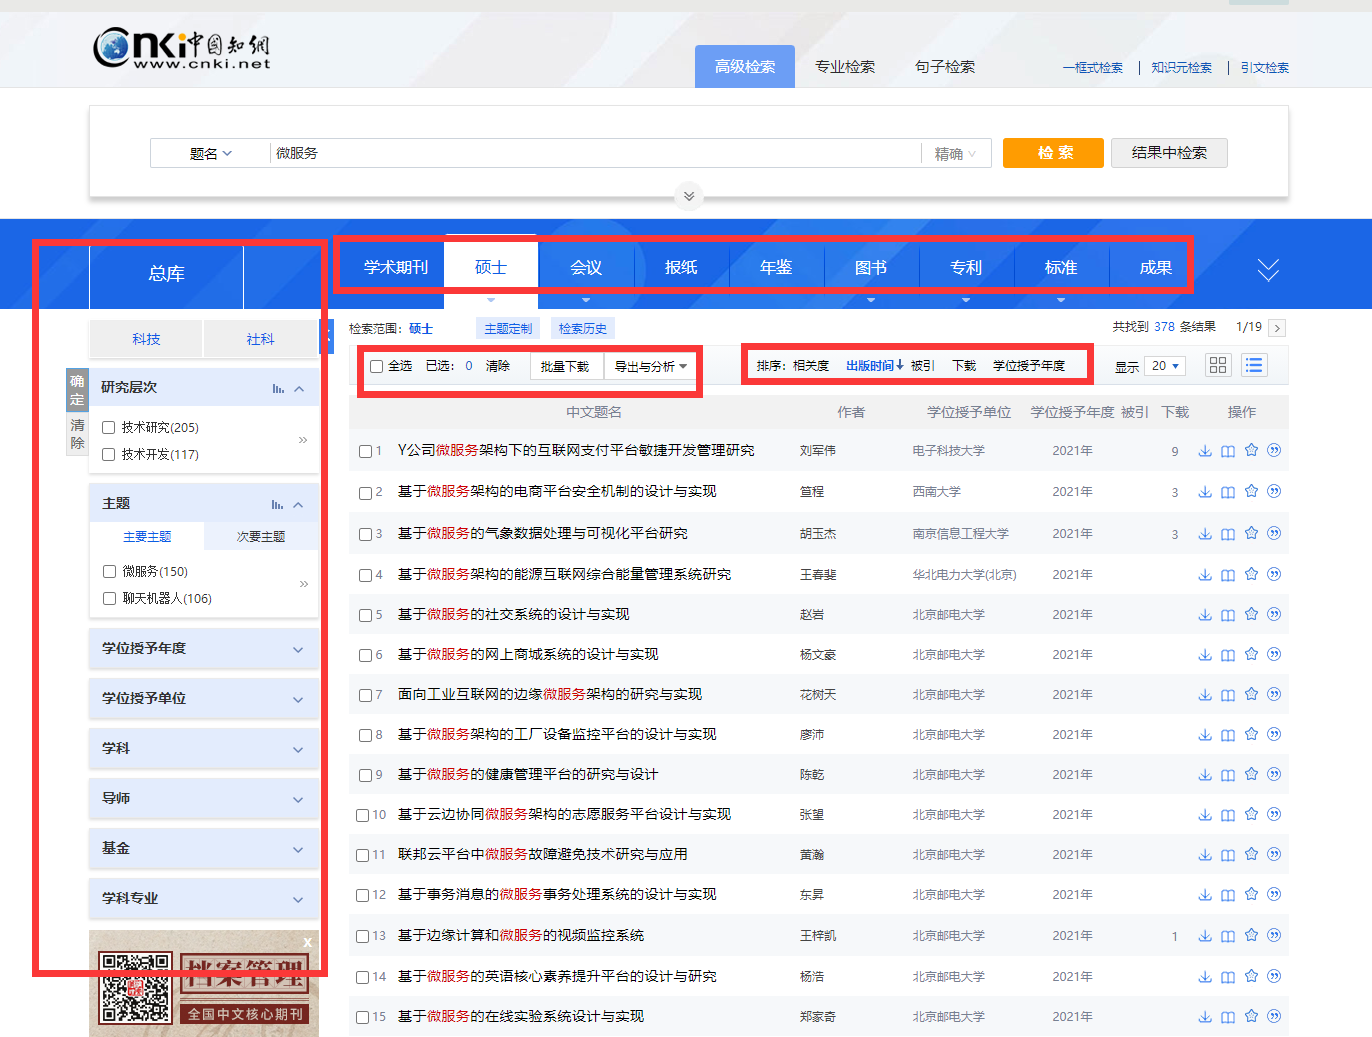 Cnki中国知网
www.cnki.net
高级检索 专业检索 句子检索
一框式检索 | 知识元检索 | 引文检索
题名 微服务 精确 检 索 结果中检索
总库 学术期刊 硕士 会议 报纸 年鉴 图书 专利 标准 成果
科技 社科
检索范围：硕士 主题定制 检索历史 共找到 378 条结果 1/19
全选 已选：0 清除 批量下载 导出与分析 排序：相关度 出版时间↓ 被引 下载 学位授予年度 显示 20
确定
清除
研究层次
技术研究(205)
技术开发(117)
主题
主要主题 次要主题
微服务(150)
聊天机器人(106)
学位授予年度
学位授予单位
学科
导师
基金
学科专业
x
档案管理
全国中文核心期刊
中文题名 作者 学位授予单位 学位授予年度 被引 下载 操作
1 Y公司微服务架构下的互联网支付平台敏捷开发管理研究 刘军伟 电子科技大学 2021年 9
2 基于微服务架构的电商平台安全机制的设计与实现 笪程 西南大学 2021年 3
3 基于微服务的气象数据处理与可视化平台研究 胡玉杰 南京信息工程大学 2021年 3
4 基于微服务架构的能源互联网综合能量管理系统研究 王春斐 华北电力大学(北京) 2021年
5 基于微服务的社交系统的设计与实现 赵岩 北京邮电大学 2021年
6 基于微服务的网上商城系统的设计与实现 杨文豪 北京邮电大学 2021年
7 面向工业互联网的边缘微服务架构的研究与实现 花树天 北京邮电大学 2021年
8 基于微服务架构的工厂设备监控平台的设计与实现 廖沛 北京邮电大学 2021年
9 基于微服务的健康管理平台的研究与设计 陈乾 北京邮电大学 2021年
10 基于云边协同微服务架构的志愿服务平台设计与实现 张望 北京邮电大学 2021年
11 联邦云平台中微服务故障避免技术研究与应用 黄瀚 北京邮电大学 2021年
12 基于事务消息的微服务事务处理系统的设计与实现 东昇 北京邮电大学 2021年
13 基于边缘计算和微服务的视频监控系统 王梓凯 北京邮电大学 2021年 1
14 基于微服务的英语核心素养提升平台的设计与研究 杨浩 北京邮电大学 2021年
15 基于微服务的在线实验系统设计与实现 郑家奇 北京邮电大学 2021年